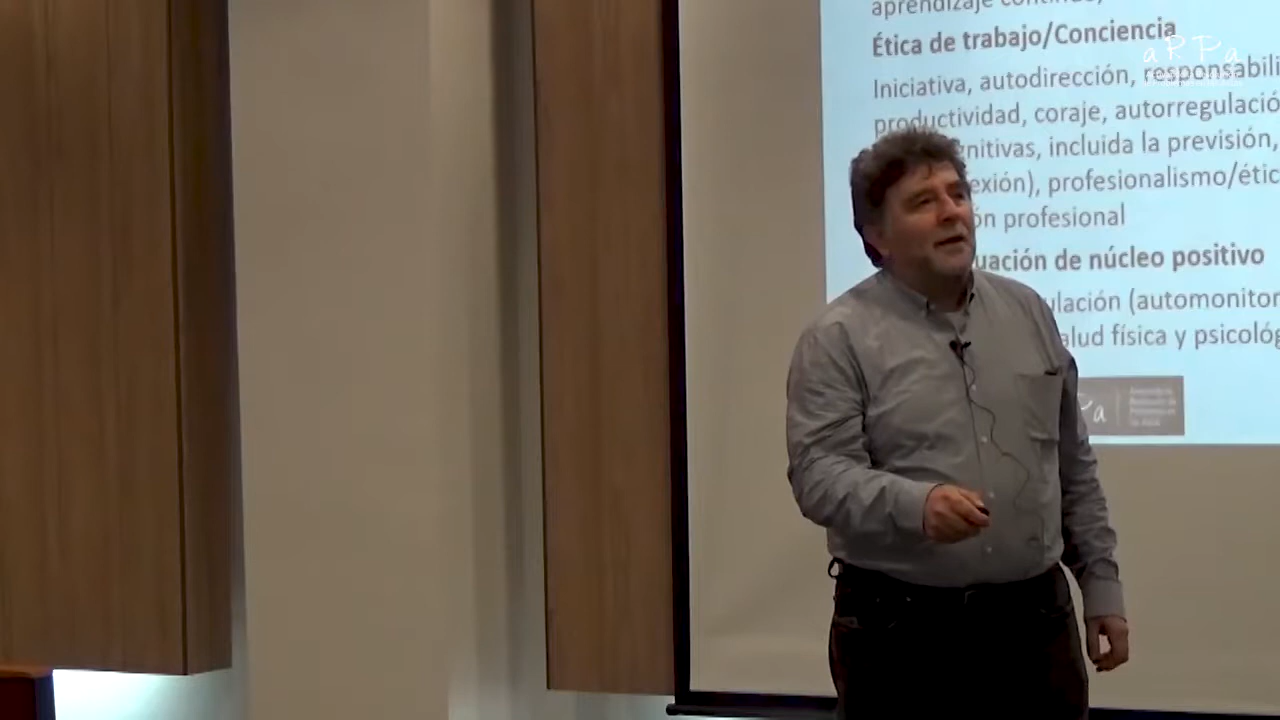 aprendizaje continuo,
Ética de trabajo/Conciencia
Iniciativa, autodirección, responsabili
productividad, coraje, autorregulació
gnitivas, incluida la previsión,
exión), profesionalismo/étic
ón profesional
uación de núcleo positivo
ulación (automonitor
alud física y psicológ
aRPa
a